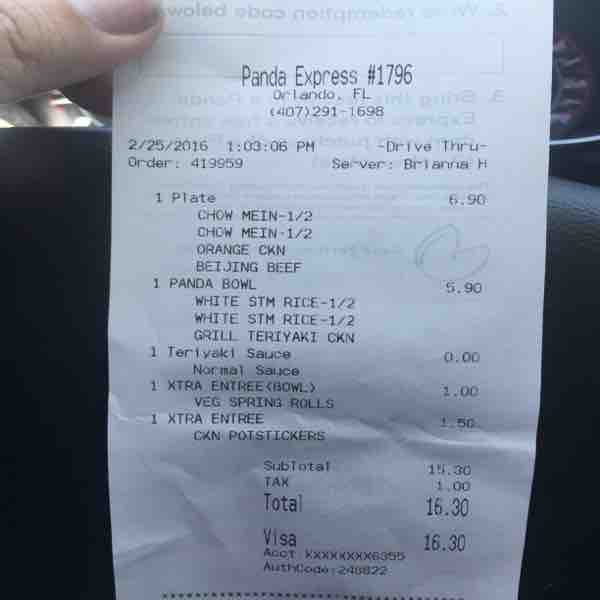 Panda Express #1796
Orlando, FL
(407)291-1698
2/25/2016 1:03:06 PM -Drive Thru-
Order: 419959 Server: Brianna H
1 Plate 6.90
CHOW MEIN-1/2
CHOW MEIN-1/2
ORANGE CKN
BEIJING BEEF
1 PANDA BOWL 5.90
WHITE STM RICE-1/2
WHITE STM RICE-1/2
GRILL TERIYAKI CKN
1 Teriyaki Sauce 0.00
Normal Sauce
1 XTRA ENTREE(BOWL) 1.00
VEG SPRING ROLLS
1 XTRA ENTREE 1.50
CKN POTSTICKERS
SubTotal 15.30
TAX 1.00
Total 16.30
Visa 16.30
Acct:XXXXXXXX6355
AuthCode:248822